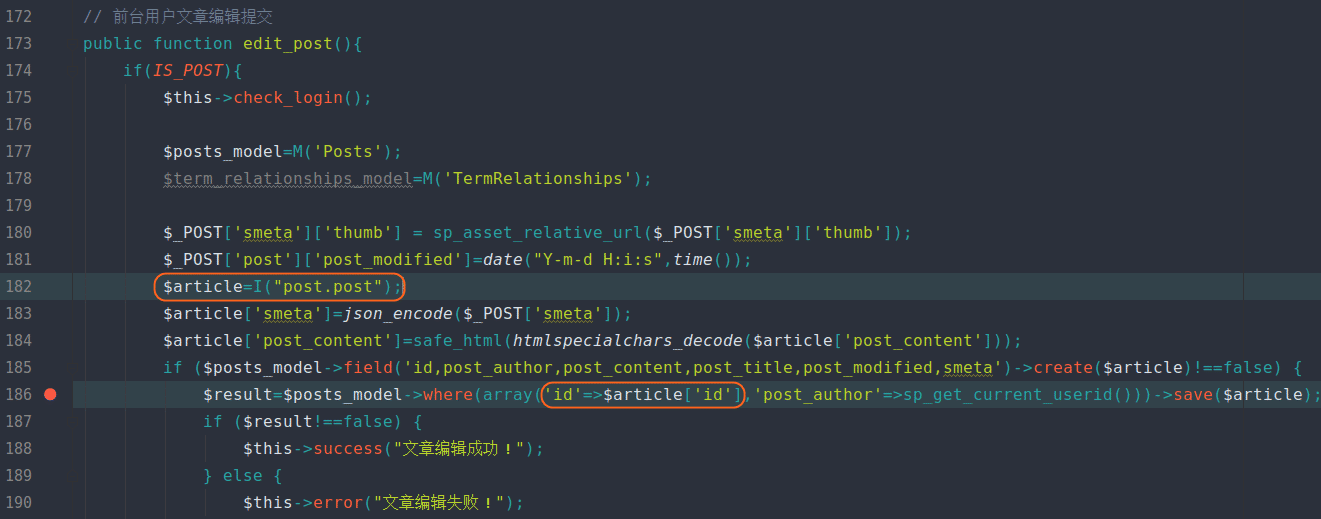 172 // 前台用户文章编辑提交
173 public function edit_post(){
174 if(IS_POST){
175 $this->check_login();
176
177 $posts_model=M('Posts');
178 $term_relationships_model=M('TermRelationships');
179
180 $_POST['smeta']['thumb'] = sp_asset_relative_url($_POST['smeta']['thumb']);
181 $_POST['post']['post_modified']=date("Y-m-d H:i:s",time());
182 $article=I("post.post");
183 $article['smeta']=json_encode($_POST['smeta']);
184 $article['post_content']=safe_html(htmlspecialchars_decode($article['post_content']));
185 if ($posts_model->field('id,post_author,post_content,post_title,post_modified,smeta')->create($article)!==false) {
186 $result=$posts_model->where(array('id'=>$article['id'],'post_author'=>sp_get_current_userid()))->save($article);
187 if ($result!==false) {
188 $this->success("文章编辑成功！");
189 } else {
190 $this->error("文章编辑失败！");